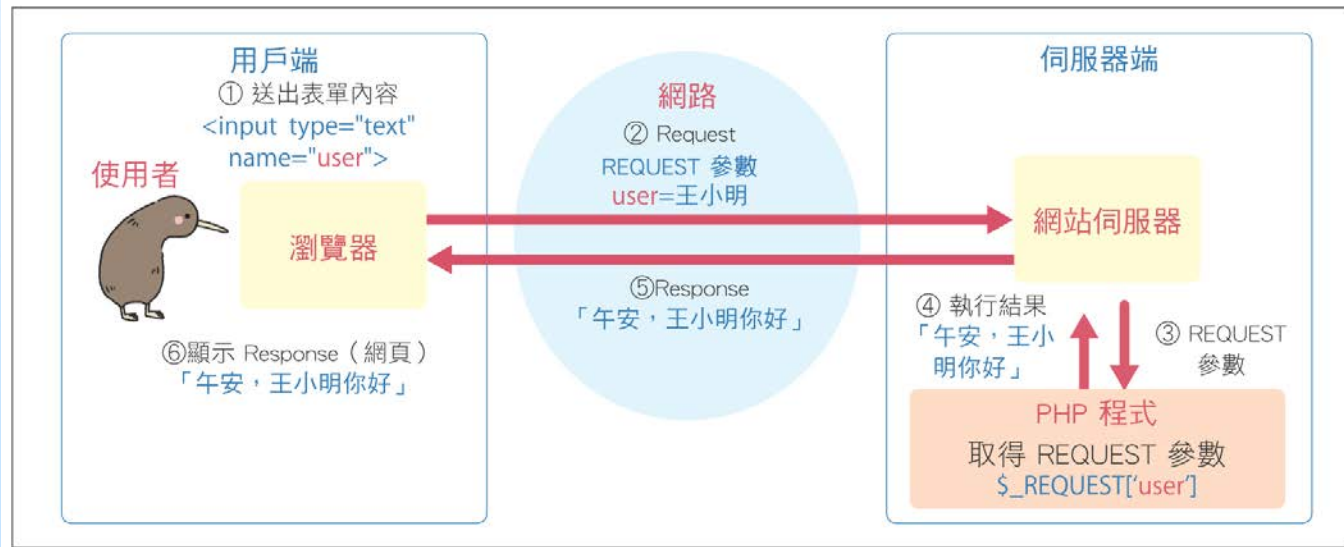 用戶端
① 送出表單內容
<input type="text"
name="user">
使用者
瀏覽器
⑥顯示 Response（網頁）
「午安，王小明你好」
網路
② Request
REQUEST 參數
user=王小明
⑤Response
「午安，王小明你好」
伺服器端
網站伺服器
④ 執行結果
「午安，王小
明你好」
③ REQUEST
參數
PHP 程式
取得 REQUEST 參數
$_REQUEST['user']